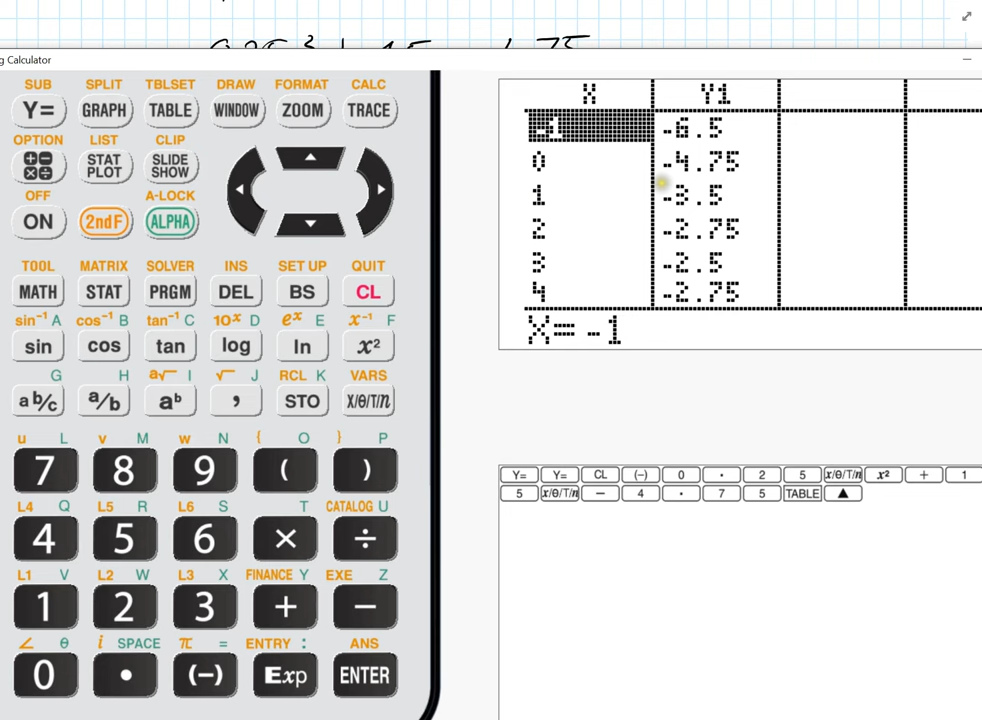 g Calculator
SUB SPLIT TBLSET DRAW FORMAT CALC
Y= GRAPH TABLE WINDOW ZOOM TRACE
OPTION LIST CLIP
STAT PLOT SLIDE SHOW
OFF A-LOCK
ON 2ndF ALPHA
TOOL MATRIX SOLVER INS SET UP QUIT
MATH STAT PRGM DEL BS CL
sin⁻¹ A cos⁻¹ B tan⁻¹ C 10ˣ D eˣ E x⁻¹ F
sin cos tan log ln x²
G H a√ I √ J RCL K VARS
a b/c a/b aᵇ , STO X/θ/T/n
u L v M w N { O } P
7 8 9 ( )
L4 Q L5 R L6 S T CATALOG U
4 5 6 × ÷
L1 V L2 W L3 X FINANCE Y EXE Z
1 2 3 + −
∠ θ i SPACE π = ENTRY : ANS
0 • (−) Exp ENTER
X Y1
-1 -6.5
0 -4.75
1 -3.5
2 -2.75
3 -2.5
4 -2.75
X=-1
Y= Y= CL (−) 0 • 2 5 X/θ/T/n x² + 1
5 X/θ/T/n − 4 • 7 5 TABLE ▲